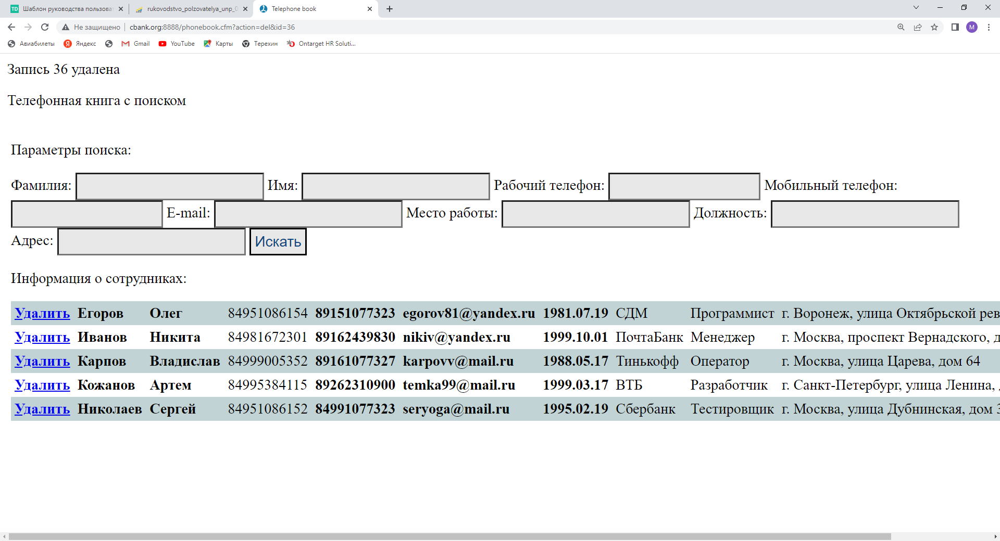 Шаблон руководства пользоват
rukovodstvo_polzovatelya_unp_0
Telephone book
Не защищено cbank.org:8888/phonebook.cfm?action=del&id=36
M
Авиабилеты Яндекс Gmail YouTube Карты Терехин Ontarget HR Soluti...
Запись 36 удалена
Телефонная книга с поиском
Параметры поиска:
Фамилия: Имя: Рабочий телефон: Мобильный телефон:
E-mail: Место работы: Должность:
Адрес: Искать
Информация о сотрудниках:
Удалить Егоров Олег 84951086154 89151077323 egorov81@yandex.ru 1981.07.19 СДМ Программист г. Воронеж, улица Октябрьской рев
Удалить Иванов Никита 84981672301 89162439830 nikiv@yandex.ru 1999.10.01 ПочтаБанк Менеджер г. Москва, проспект Вернадского, д
Удалить Карпов Владислав 84999005352 89161077327 karpovv@mail.ru 1988.05.17 Тинькофф Оператор г. Москва, улица Царева, дом 64
Удалить Кожанов Артем 84995384115 89262310900 temka99@mail.ru 1999.03.17 ВТБ Разработчик г. Санкт-Петербург, улица Ленина,
Удалить Николаев Сергей 84951086152 84991077323 seryoga@mail.ru 1995.02.19 Сбербанк Тестировщик г. Москва, улица Дубнинская, дом 3